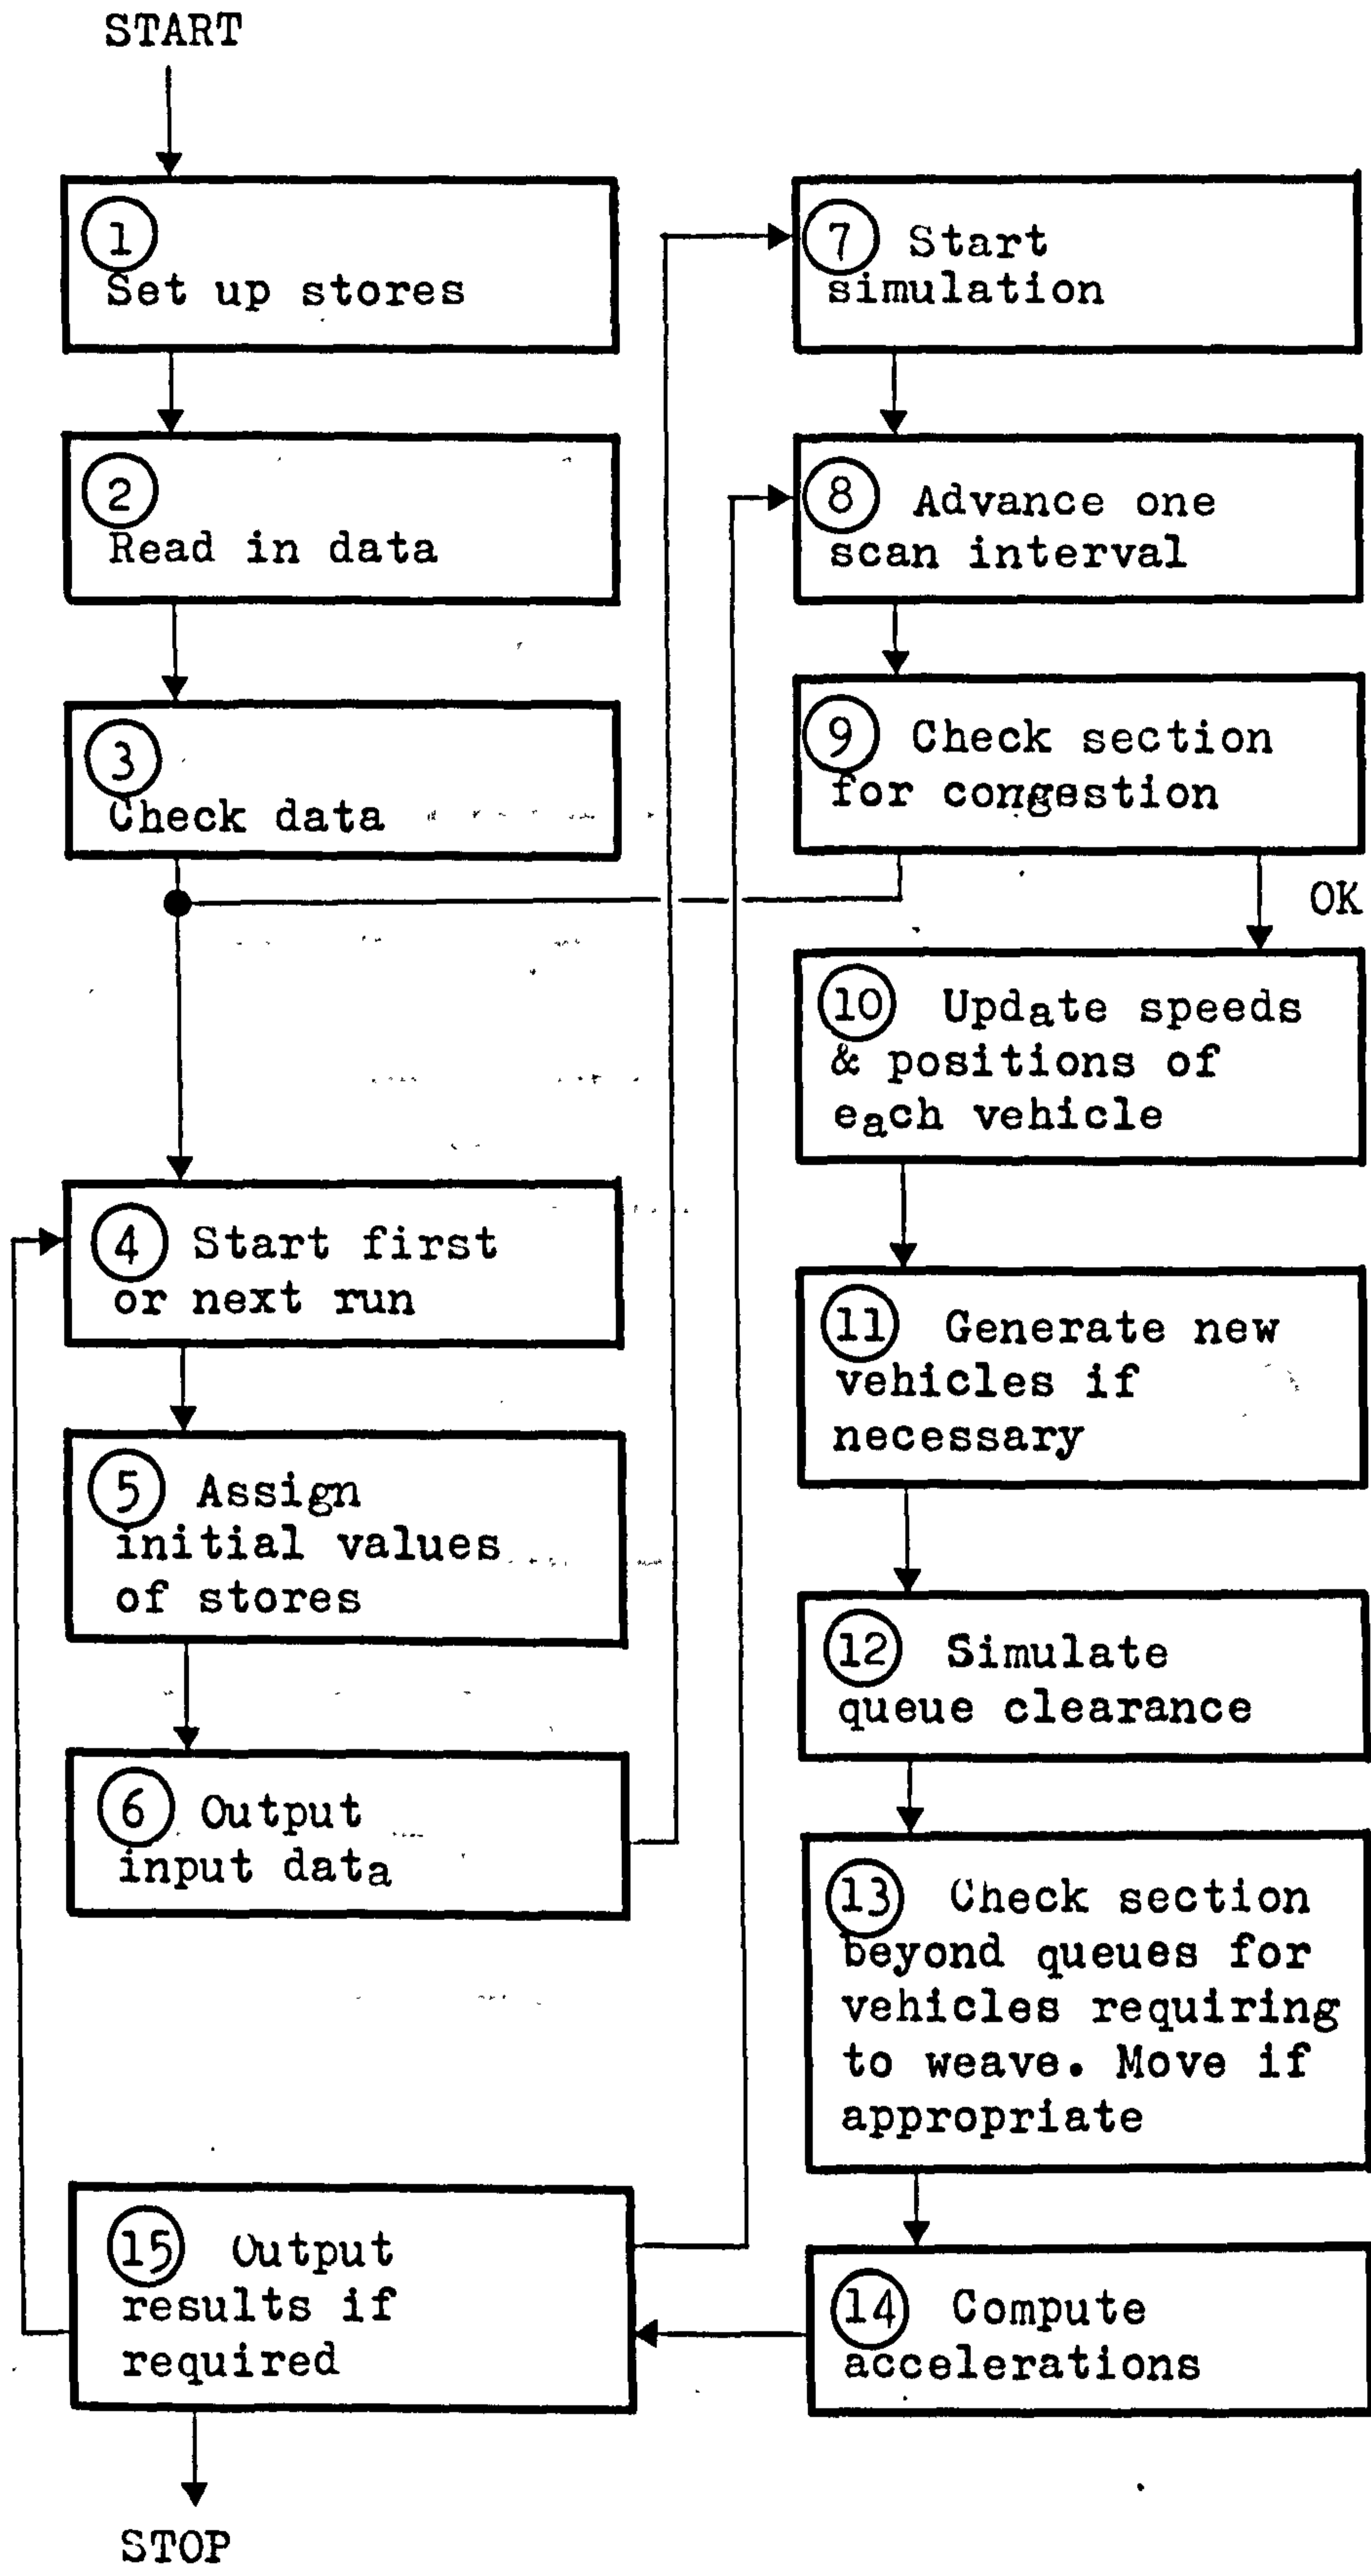 START
1
Set up stores
2
Read in data
3
Check data
4 Start first
or next run
5 Assign
initial values
of stores
6 Output
input data
15 Output
results if
required
STOP
7 Start
simulation
8 Advance one
scan interval
9 Check section
for congestion
OK
10 Update speeds
& positions of
each vehicle
11 Generate new
vehicles if
necessary
12 Simulate
queue clearance
13 Check section
beyond queues for
vehicles requiring
to weave. Move if
appropriate
14 Compute
accelerations